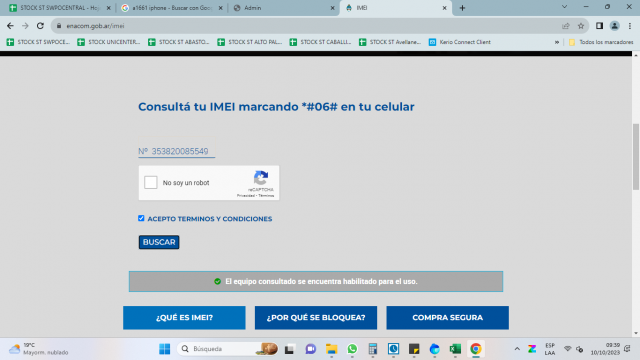 STOCK ST SWPOCENTRAL - Ho
a1661 iphone - Buscar con Goo
Admin
IMEI
enacom.gob.ar/imei
STOCK ST SWPOCE...
STOCK UNICENTER...
STOCK ST ABASTO...
STOCK ST ALTO PAL...
STOCK ST CABALLI...
STOCK ST Avellane...
Kerio Connect Client
»
Todos los marcadores
Consultá tu IMEI marcando *#06# en tu celular
Nº 353820085549
No soy un robot
reCAPTCHA
Privacidad - Términos
ACEPTO TERMINOS Y CONDICIONES
BUSCAR
El equipo consultado se encuentra habilitado para el uso.
¿QUÉ ES IMEI?
¿POR QUÉ SE BLOQUEA?
COMPRA SEGURA
19°C
Mayorm. nublado
Búsqueda
ESP
LAA
09:39
10/10/2023